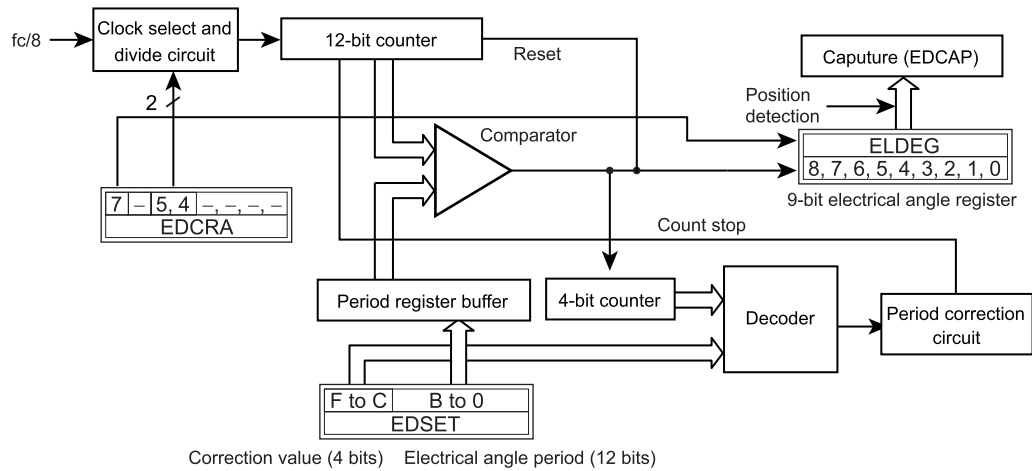 fc/8
Clock select and
divide circuit
12-bit counter
Reset
Caputure (EDCAP)
2
Position
detection
Comparator
ELDEG
8, 7, 6, 5, 4, 3, 2, 1, 0
9-bit electrical angle register
7 – 5, 4 –, –, –, –
EDCRA
Count stop
Period register buffer
4-bit counter
Decoder
Period correction
circuit
F to C B to 0
EDSET
Correction value (4 bits) Electrical angle period (12 bits)